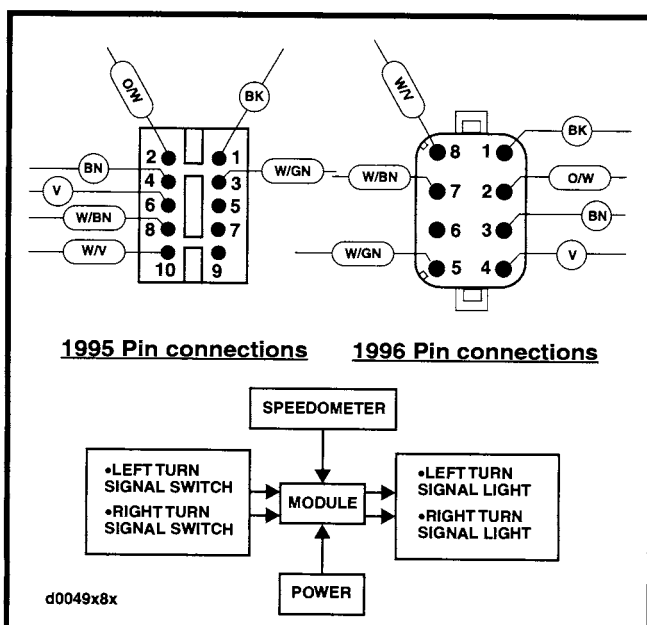 O/W
BK
2 1
BN
4 3
W/GN
V
6 5
W/BN
8 7
W/V
10 9
W/V
8 1
BK
W/BN
7 2
O/W
6 3
BN
W/GN
5 4
V
1995 Pin connections
1996 Pin connections
SPEEDOMETER
•LEFT TURN
SIGNAL SWITCH
•RIGHT TURN
SIGNAL SWITCH
MODULE
•LEFT TURN
SIGNAL LIGHT
•RIGHT TURN
SIGNAL LIGHT
POWER
d0049x8x